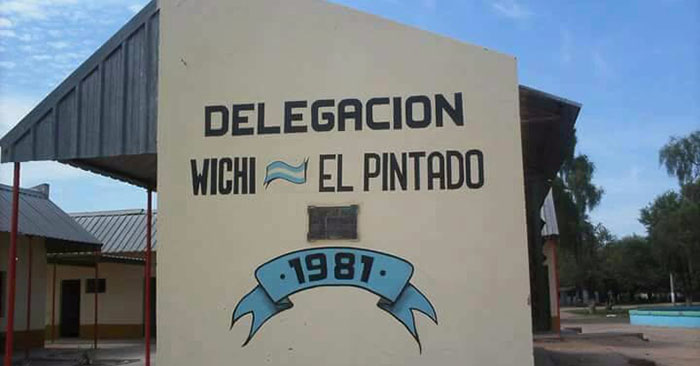 DELEGACION
WICHI EL PINTADO
· 1981 ·